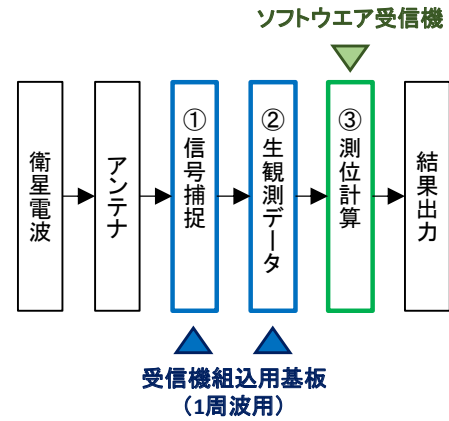 ソフトウエア受信機
衛星電波
アンテナ
①信号捕捉
②生観測データ
③測位計算
結果出力
受信機組込用基板
（1周波用）